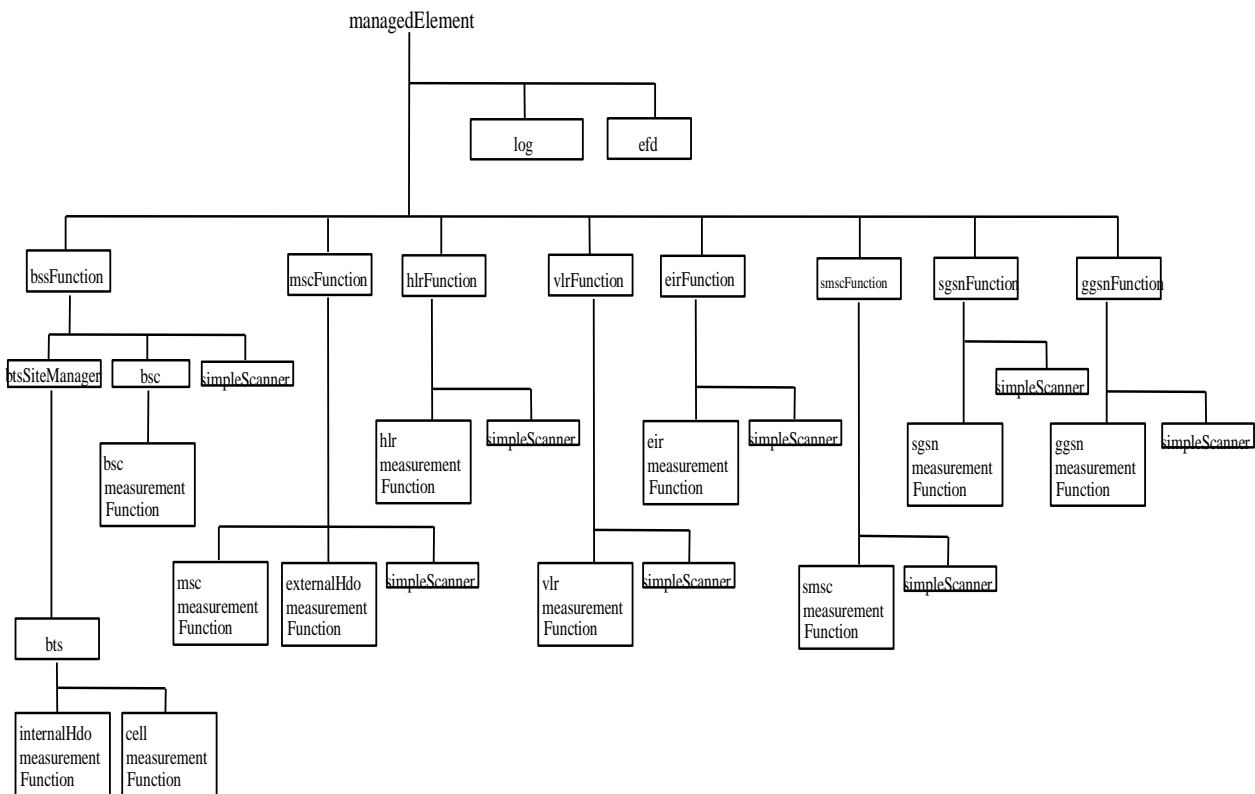 managedElement
log
efd
bssFunction
mscFunction
hlrFunction
vlrFunction
eirFunction
smscFunction
sgsnFunction
ggsnFunction
btsSiteManager
bsc
simpleScanner
simpleScanner
hlr
measurement
Function
simpleScanner
eir
measurement
Function
simpleScanner
sgsn
measurement
Function
ggsn
measurement
Function
simpleScanner
bsc
measurement
Function
msc
measurement
Function
externalHdo
measurement
Function
simpleScanner
vlr
measurement
Function
simpleScanner
smsc
measurement
Function
simpleScanner
bts
internalHdo
measurement
Function
cell
measurement
Function